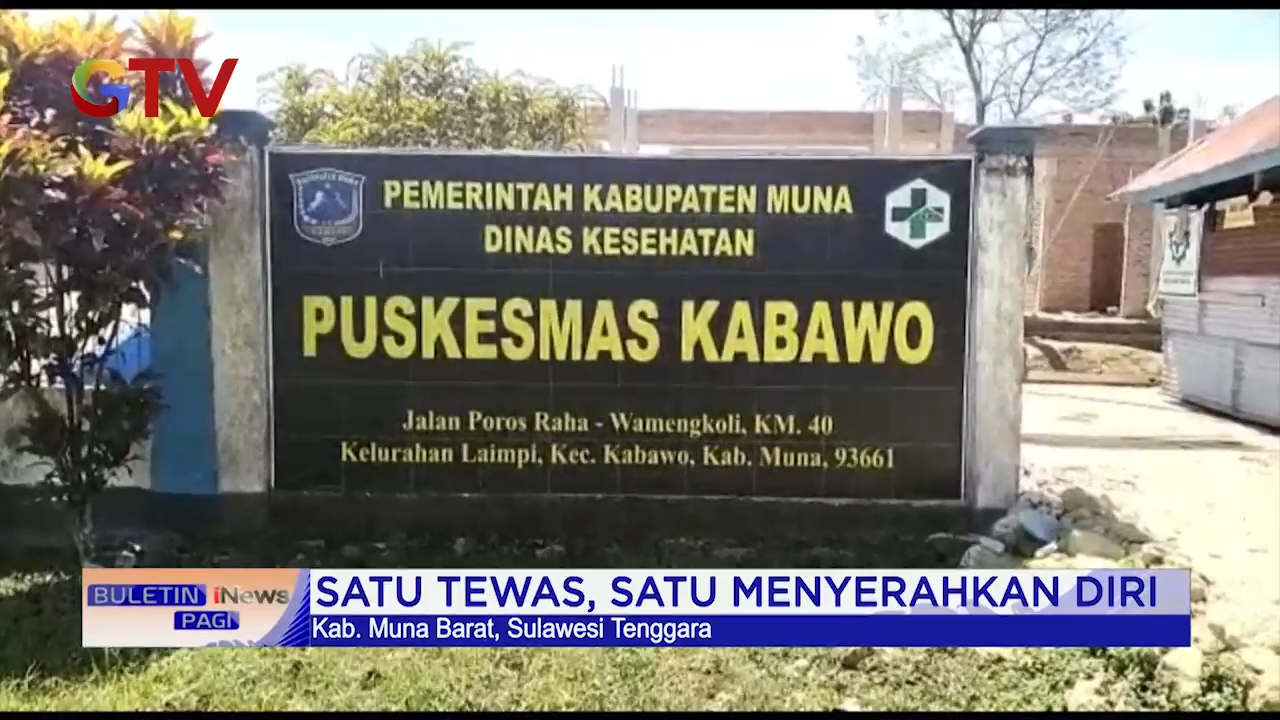 GTV
PEMERINTAH KABUPATEN MUNA
DINAS KESEHATAN
PUSKESMAS KABAWO
Jalan Poros Raha - Wamengkoli, KM. 40
Kelurahan Laimpi, Kec. Kabawo, Kab. Muna, 93661
BULETIN iNews
PAGI
SATU TEWAS, SATU MENYERAHKAN DIRI
Kab. Muna Barat, Sulawesi Tenggara